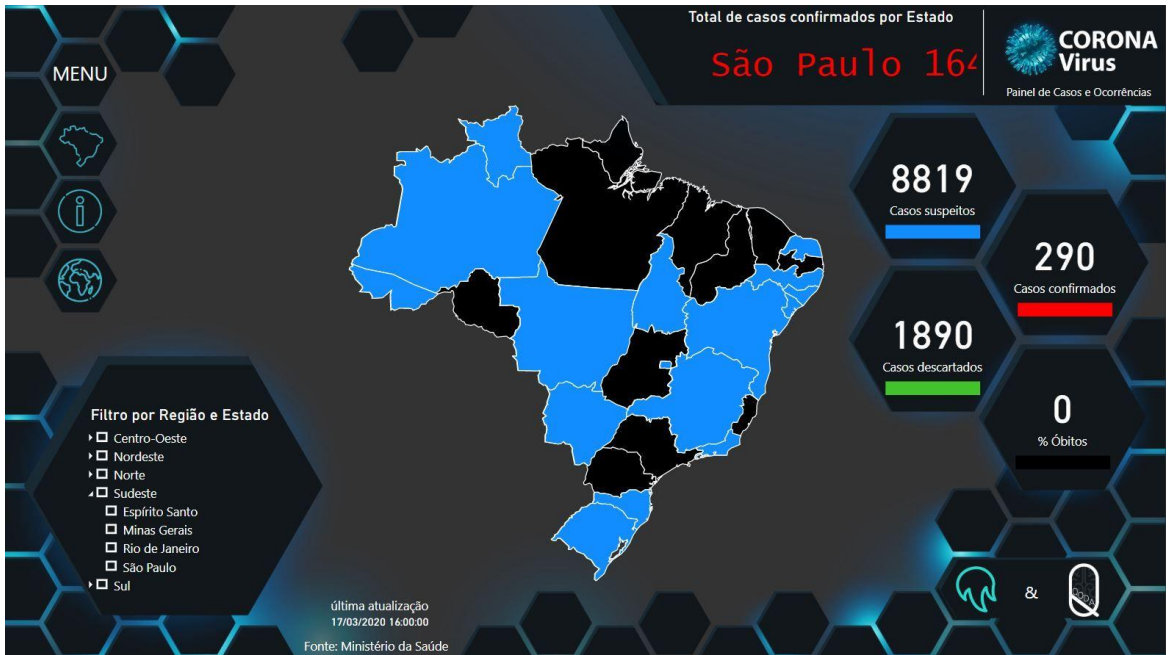 Total de casos confirmados por Estado
São Paulo 164
CORONA
Virus
Painel de Casos e Ocorrências
MENU
8819
Casos suspeitos
290
Casos confirmados
1890
Casos descartados
0
% Óbitos
Filtro por Região e Estado
Centro-Oeste
Nordeste
Norte
Sudeste
Espírito Santo
Minas Gerais
Rio de Janeiro
São Paulo
Sul
última atualização
17/03/2020 16:00:00
Fonte: Ministério da Saúde
&